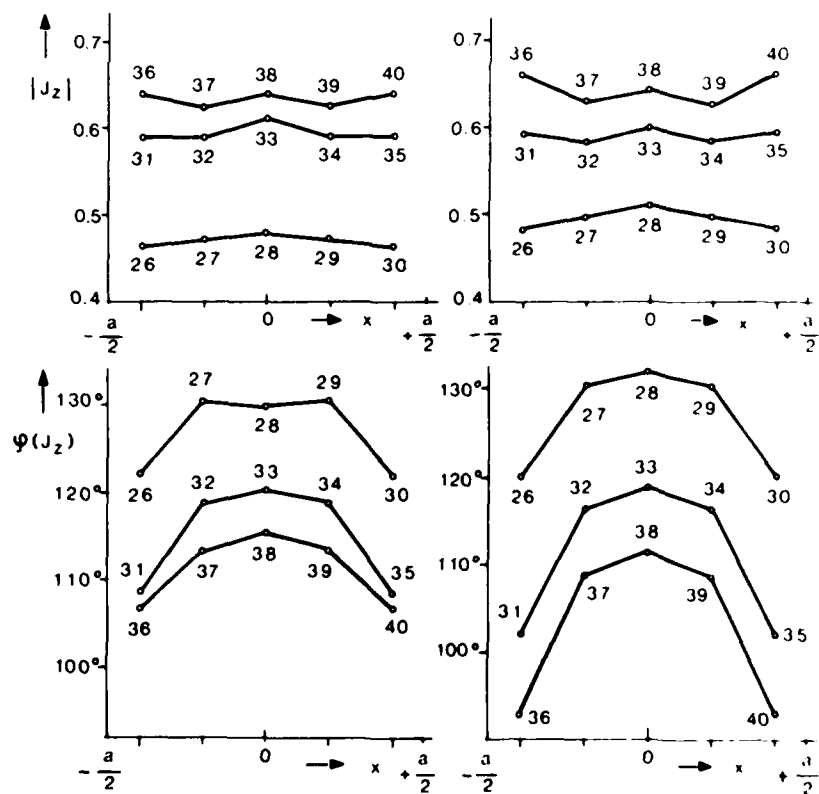 0.7
|J_z|
0.6
0.5
0.4
36 37 38 39 40
31 32 33 34 35
26 27 28 29 30
-a/2 0 → x +a/2
0.7
0.6
0.5
0.4
36 37 38 39 40
31 32 33 34 35
26 27 28 29 30
-a/2 0 → x +a/2
130°
φ(J_z)
120°
110°
100°
27 28 29
26 30
32 33 34
31 35
37 38 39
36 40
-a/2 0 → x +a/2
130°
120°
110°
100°
27 28 29
26 30
32 33 34
31 35
37 38 39
36 40
-a/2 0 → x +a/2